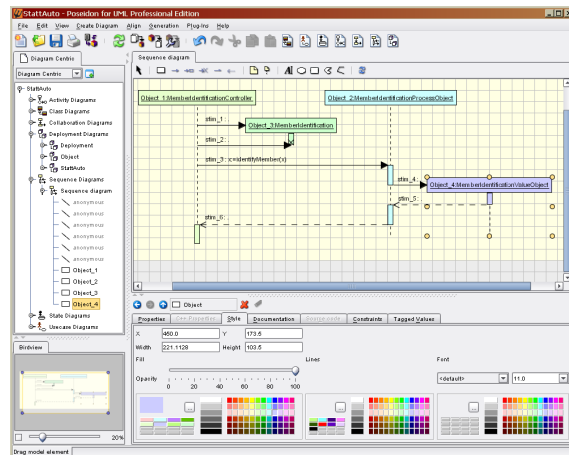 StattAuto - Poseidon for UML Professional Edition
File Edit View Create Diagram Align Generation Plug-ins Help
Diagram Centric
Sequence diagram
Diagram Centric
StattAuto
Activity Diagrams
Class Diagrams
Collaboration Diagrams
Deployment Diagrams
Deployment
Object
StattAuto
Sequence Diagrams
Sequence diagram
anonymous
anonymous
anonymous
anonymous
anonymous
anonymous
Object_1
Object_2
Object_3
Object_4
State Diagrams
Usecase Diagrams
Object_1:MemberIdentificationController
Object_2:MemberIdentificationProcessObject
stim_1 : :
Object_3:MemberIdentification
stim_2 : :
stim_3 : c=identifyMember(s)
stim_4 : :
Object_4:MemberIdentificationValueObject
stim_5 : :
stim_6 : :
Object
Properties C++-Properties Style Documentation Source code Constraints Tagged Values
X 460.0 Y 173.5
Width 221.1128 Height 103.5
Fill Lines Font
Opacity 0 20 40 60 80 100
<default> 11.0
Birdview
20%
Drag model element